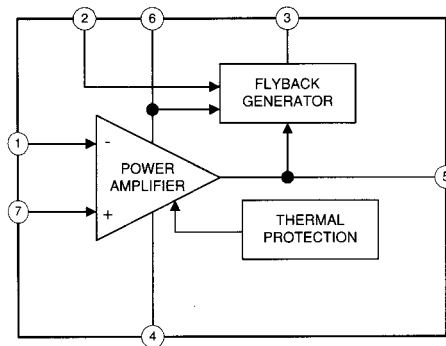 2 6 3
FLYBACK
GENERATOR
1 -
POWER
AMPLIFIER
5
7 +
THERMAL
PROTECTION
4